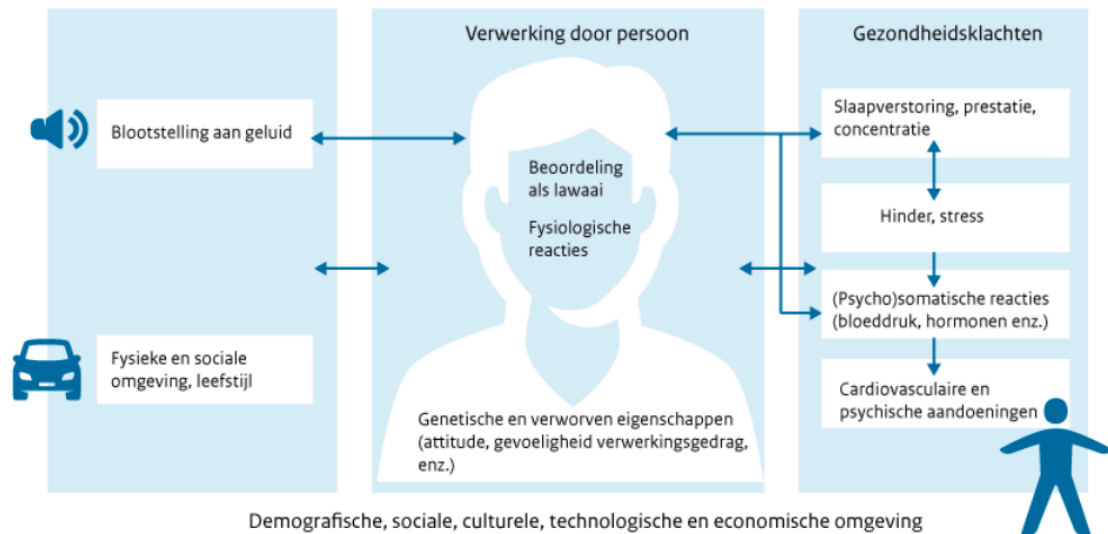 Blootstelling aan geluid
Fysieke en sociale
omgeving, leefstijl
Verwerking door persoon
Beoordeling
als lawaai
Fysiologische
reacties
Genetische en verworven eigenschappen
(attitude, gevoeligheid verwerkingsgedrag,
enz.)
Gezondheidsklachten
Slaapverstoring, prestatie,
concentratie
Hinder, stress
(Psycho)somatische reacties
(bloeddruk, hormonen enz.)
Cardiovasculaire en
psychische aandoeningen
Demografische, sociale, culturele, technologische en economische omgeving